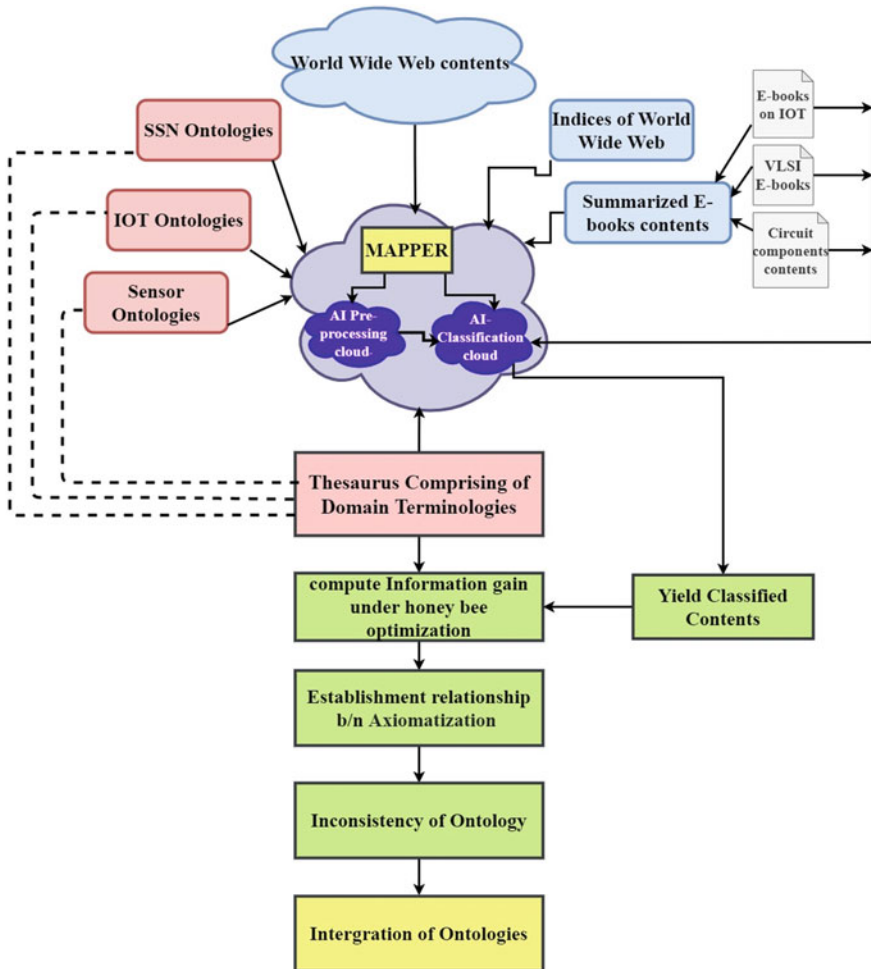 World Wide Web contents
SSN Ontologies
IOT Ontologies
Sensor
Ontologies
Indices of World
Wide Web
Summarized E-
books contents
E-books
on IOT
VLSI
E-books
Circuit
components
contents
MAPPER
AI Pre-
processing
cloud-
AI-
Classification
cloud
Thesaurus Comprising of
Domain Terminologies
compute Information gain
under honey bee
optimization
Yield Classified
Contents
Establishment relationship
b/n Axiomatization
Inconsistency of Ontology
Intergration of Ontologies